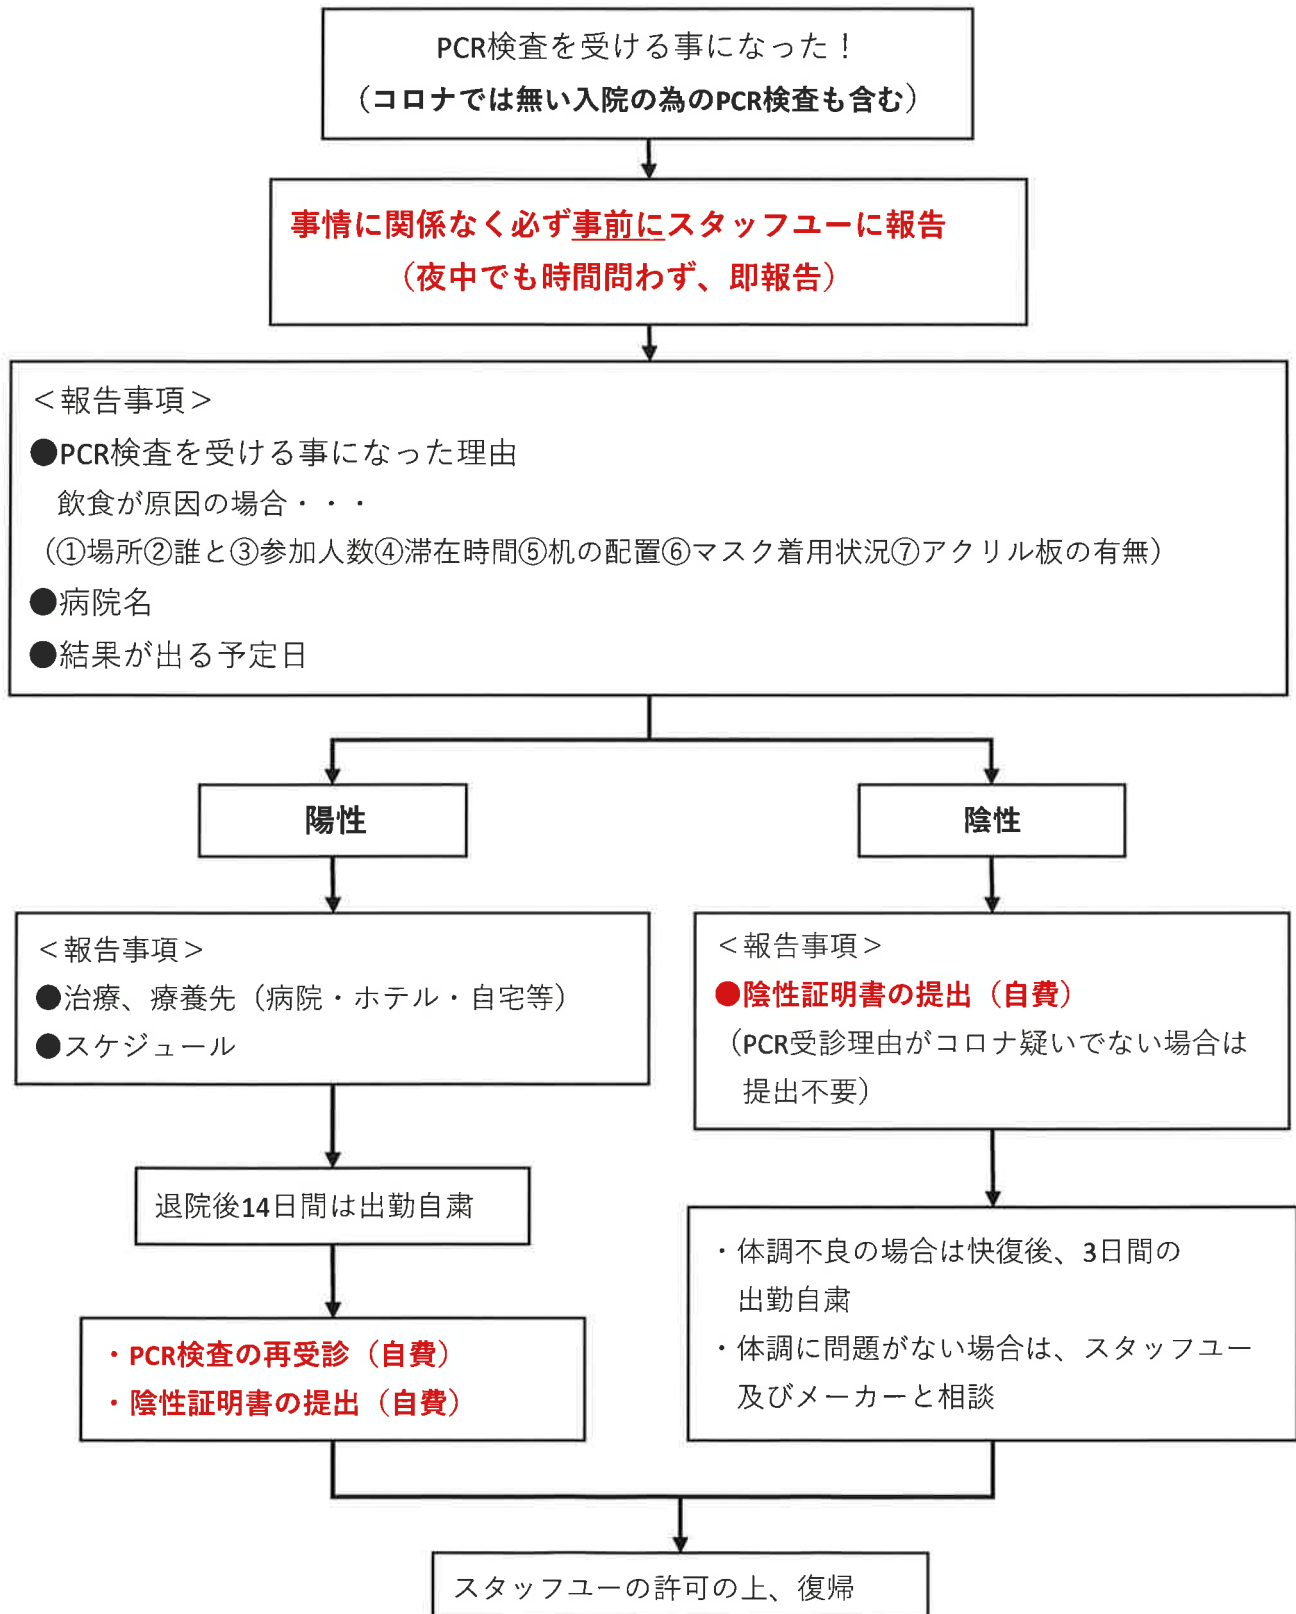 PCR検査を受ける事になった！
（コロナでは無い入院の為のPCR検査も含む）
事情に関係なく必ず事前にスタッフユーに報告
（夜中でも時間問わず、即報告）
＜報告事項＞
●PCR検査を受ける事になった理由
飲食が原因の場合・・・
（①場所②誰と③参加人数④滞在時間⑤机の配置⑥マスク着用状況⑦アクリル板の有無）
●病院名
●結果が出る予定日
陽性
＜報告事項＞
●治療、療養先（病院・ホテル・自宅等）
●スケジュール
退院後14日間は出勤自粛
・PCR検査の再受診（自費）
・陰性証明書の提出（自費）
陰性
＜報告事項＞
●陰性証明書の提出（自費）
（PCR受診理由がコロナ疑いでない場合は
提出不要）
・体調不良の場合は快復後、3日間の
出勤自粛
・体調に問題がない場合は、スタッフユー
及びメーカーと相談
スタッフユーの許可の上、復帰